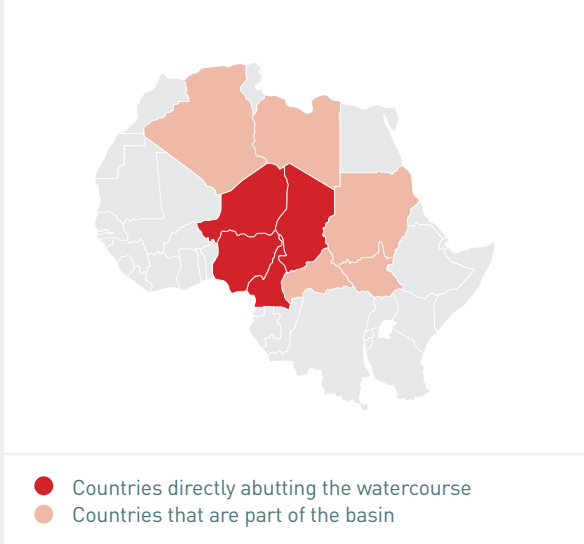 Countries directly abutting the watercourse
Countries that are part of the basin